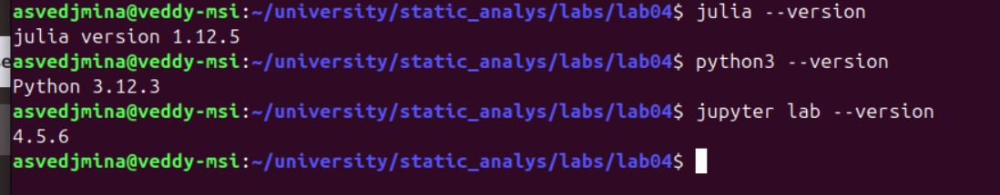 asvedjmina@veddy-msi:~/university/static_analys/labs/lab04$ julia --version
julia version 1.12.5
asvedjmina@veddy-msi:~/university/static_analys/labs/lab04$ python3 --version
Python 3.12.3
asvedjmina@veddy-msi:~/university/static_analys/labs/lab04$ jupyter lab --version
4.5.6
asvedjmina@veddy-msi:~/university/static_analys/labs/lab04$